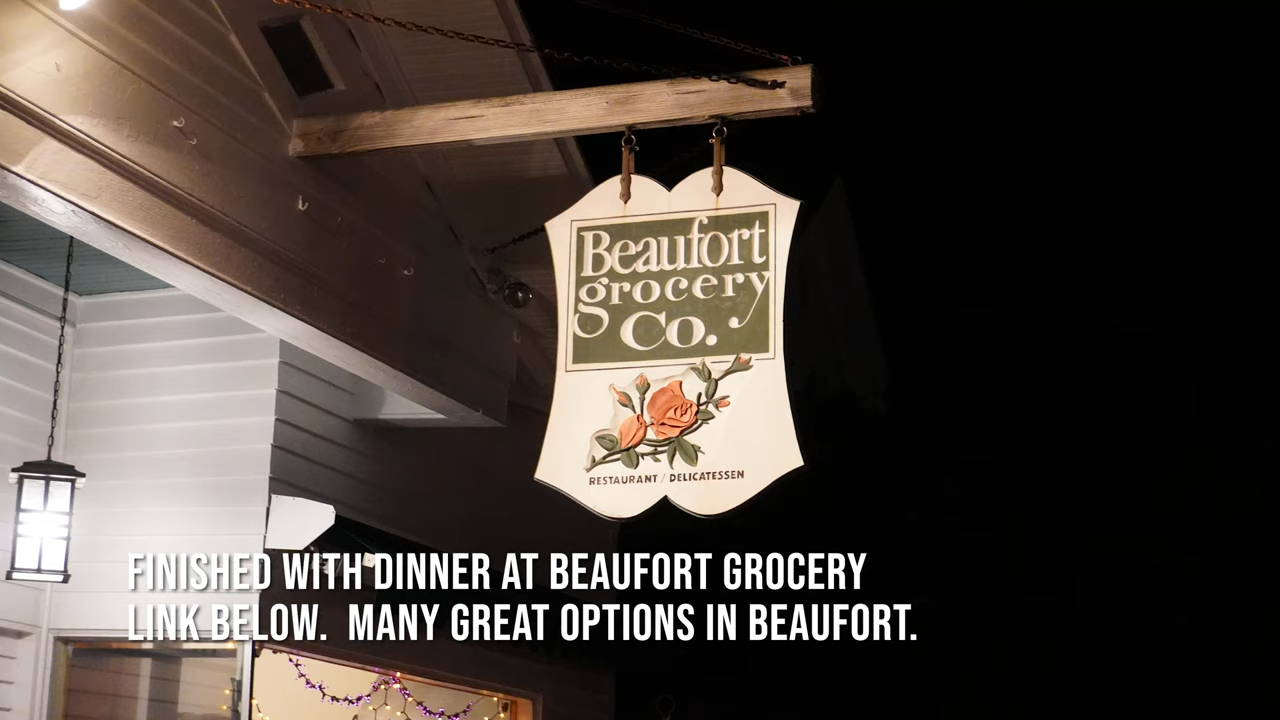 Beaufort
grocery
Co.
RESTAURANT / DELICATESSEN
FINISHED WITH DINNER AT BEAUFORT GROCERY
LINK BELOW.  MANY GREAT OPTIONS IN BEAUFORT.